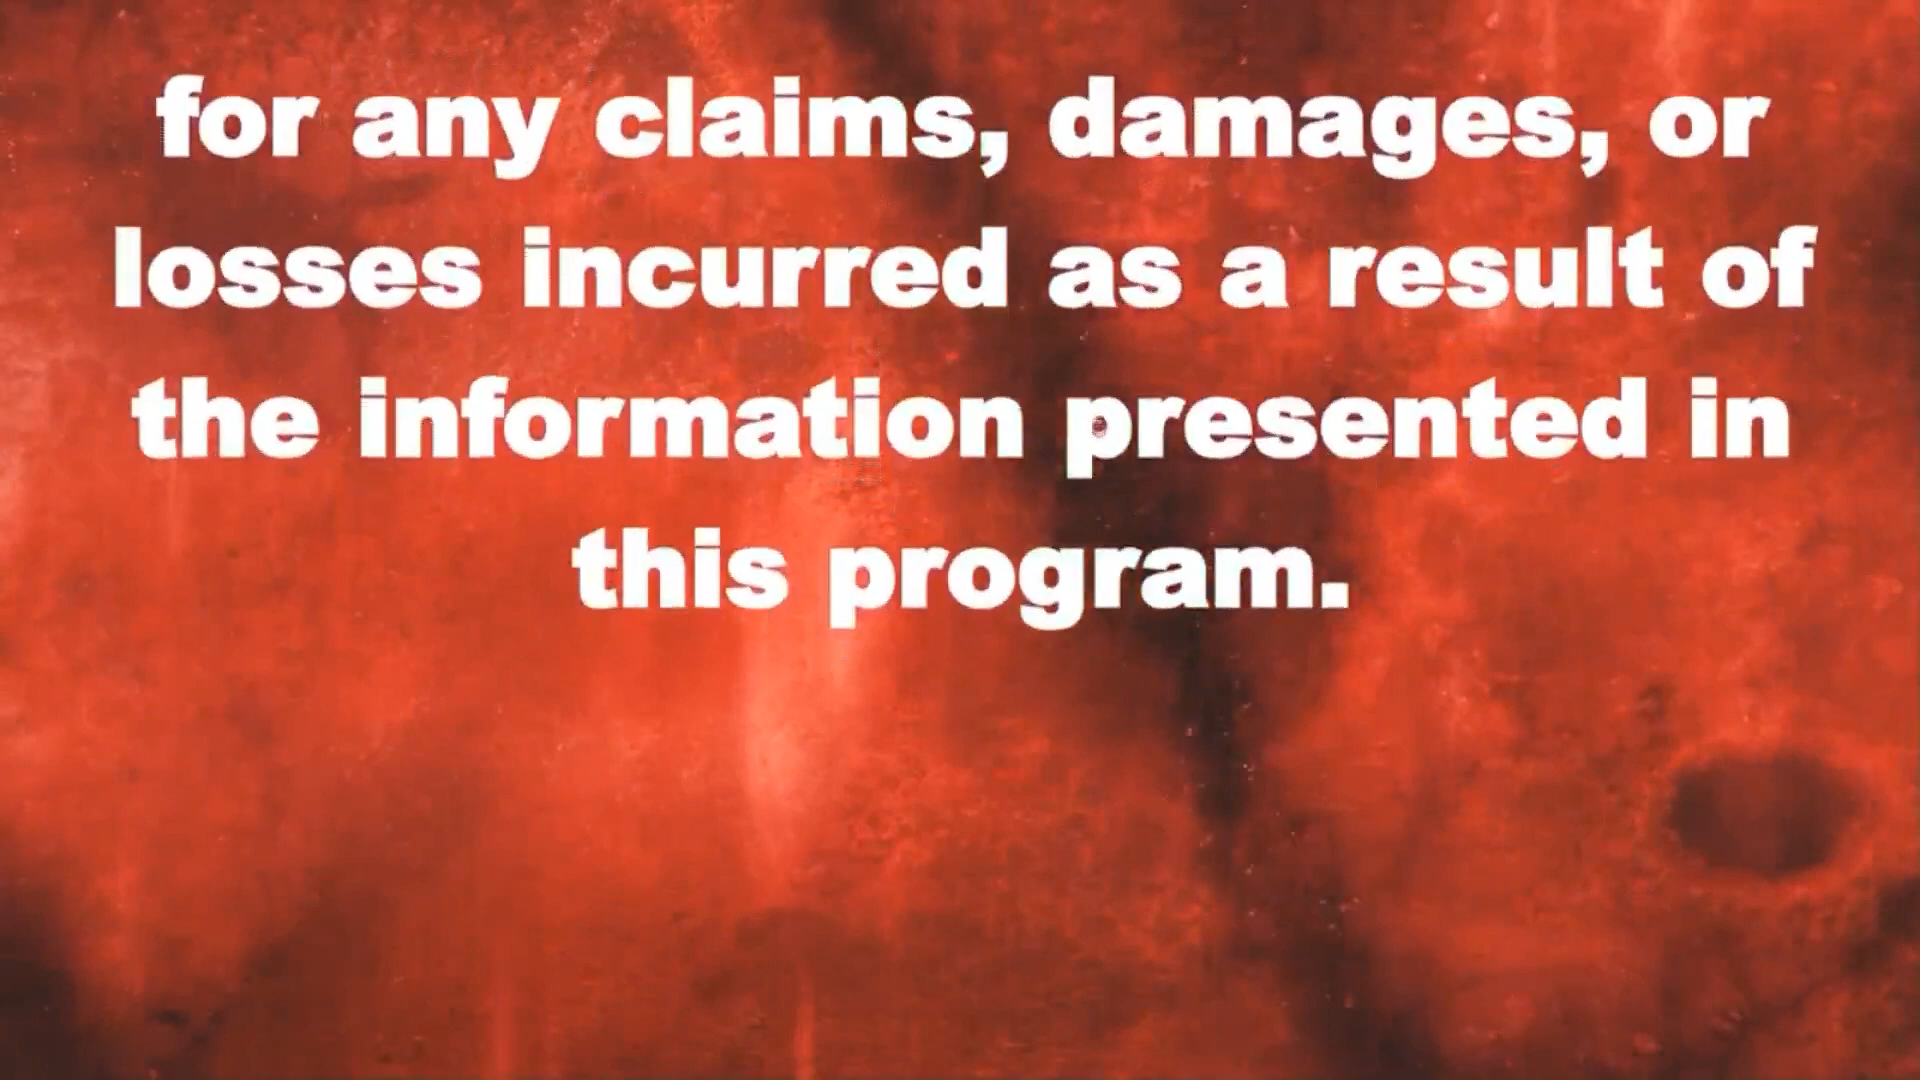 for any claims, damages, or
losses incurred as a result of
the information presented in
this program.